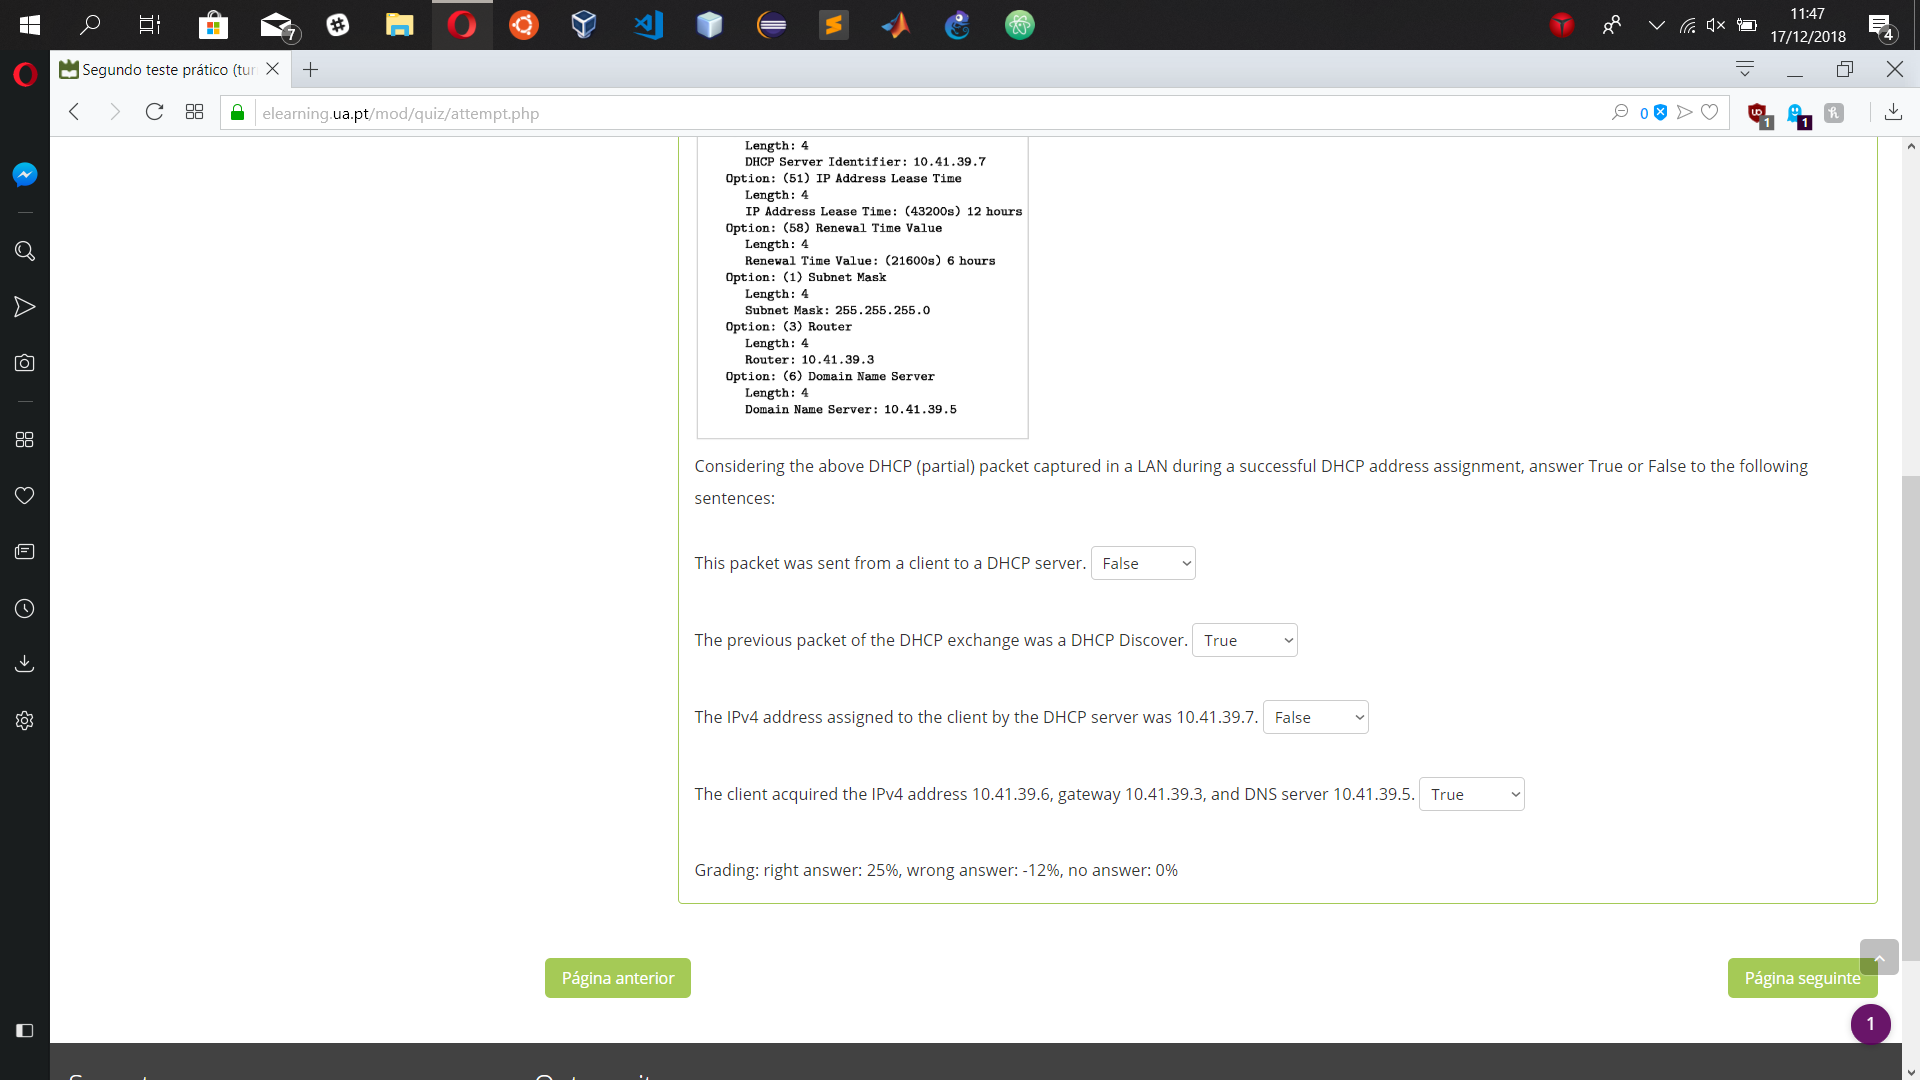 7
11:47
17/12/2018
4
Segundo teste prático (tur
elearning.ua.pt/mod/quiz/attempt.php
0
1
1
Length: 4
DHCP Server Identifier: 10.41.39.7
Option: (51) IP Address Lease Time
Length: 4
IP Address Lease Time: (43200s) 12 hours
Option: (58) Renewal Time Value
Length: 4
Renewal Time Value: (21600s) 6 hours
Option: (1) Subnet Mask
Length: 4
Subnet Mask: 255.255.255.0
Option: (3) Router
Length: 4
Router: 10.41.39.3
Option: (6) Domain Name Server
Length: 4
Domain Name Server: 10.41.39.5
Considering the above DHCP (partial) packet captured in a LAN during a successful DHCP address assignment, answer True or False to the following
sentences:
This packet was sent from a client to a DHCP server. False
The previous packet of the DHCP exchange was a DHCP Discover. True
The IPv4 address assigned to the client by the DHCP server was 10.41.39.7. False
The client acquired the IPv4 address 10.41.39.6, gateway 10.41.39.3, and DNS server 10.41.39.5. True
Grading: right answer: 25%, wrong answer: -12%, no answer: 0%
Página anterior
Página seguinte
1